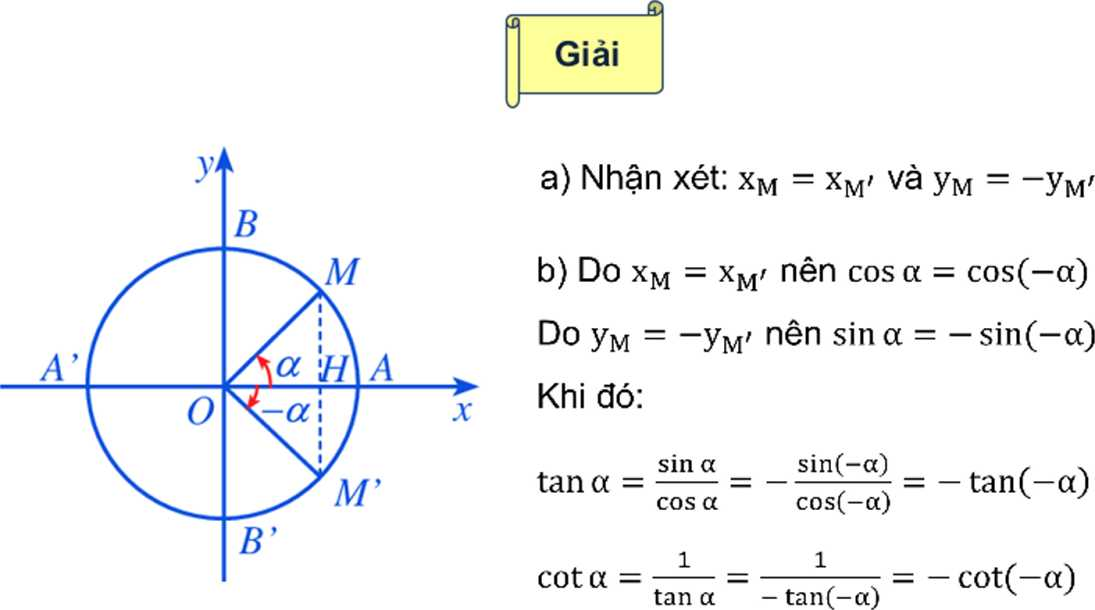 Giải
y
B
M
A’
α
H
A
O
−α
x
M’
B’
a) Nhận xét: x_M = x_M′ và y_M = −y_M′
b) Do x_M = x_M′ nên cos α = cos(−α)
Do y_M = −y_M′ nên sin α = − sin(−α)
Khi đó:
tan α = sin α / cos α = − sin(−α) / cos(−α) = − tan(−α)
cot α = 1 / tan α = 1 / − tan(−α) = − cot(−α)